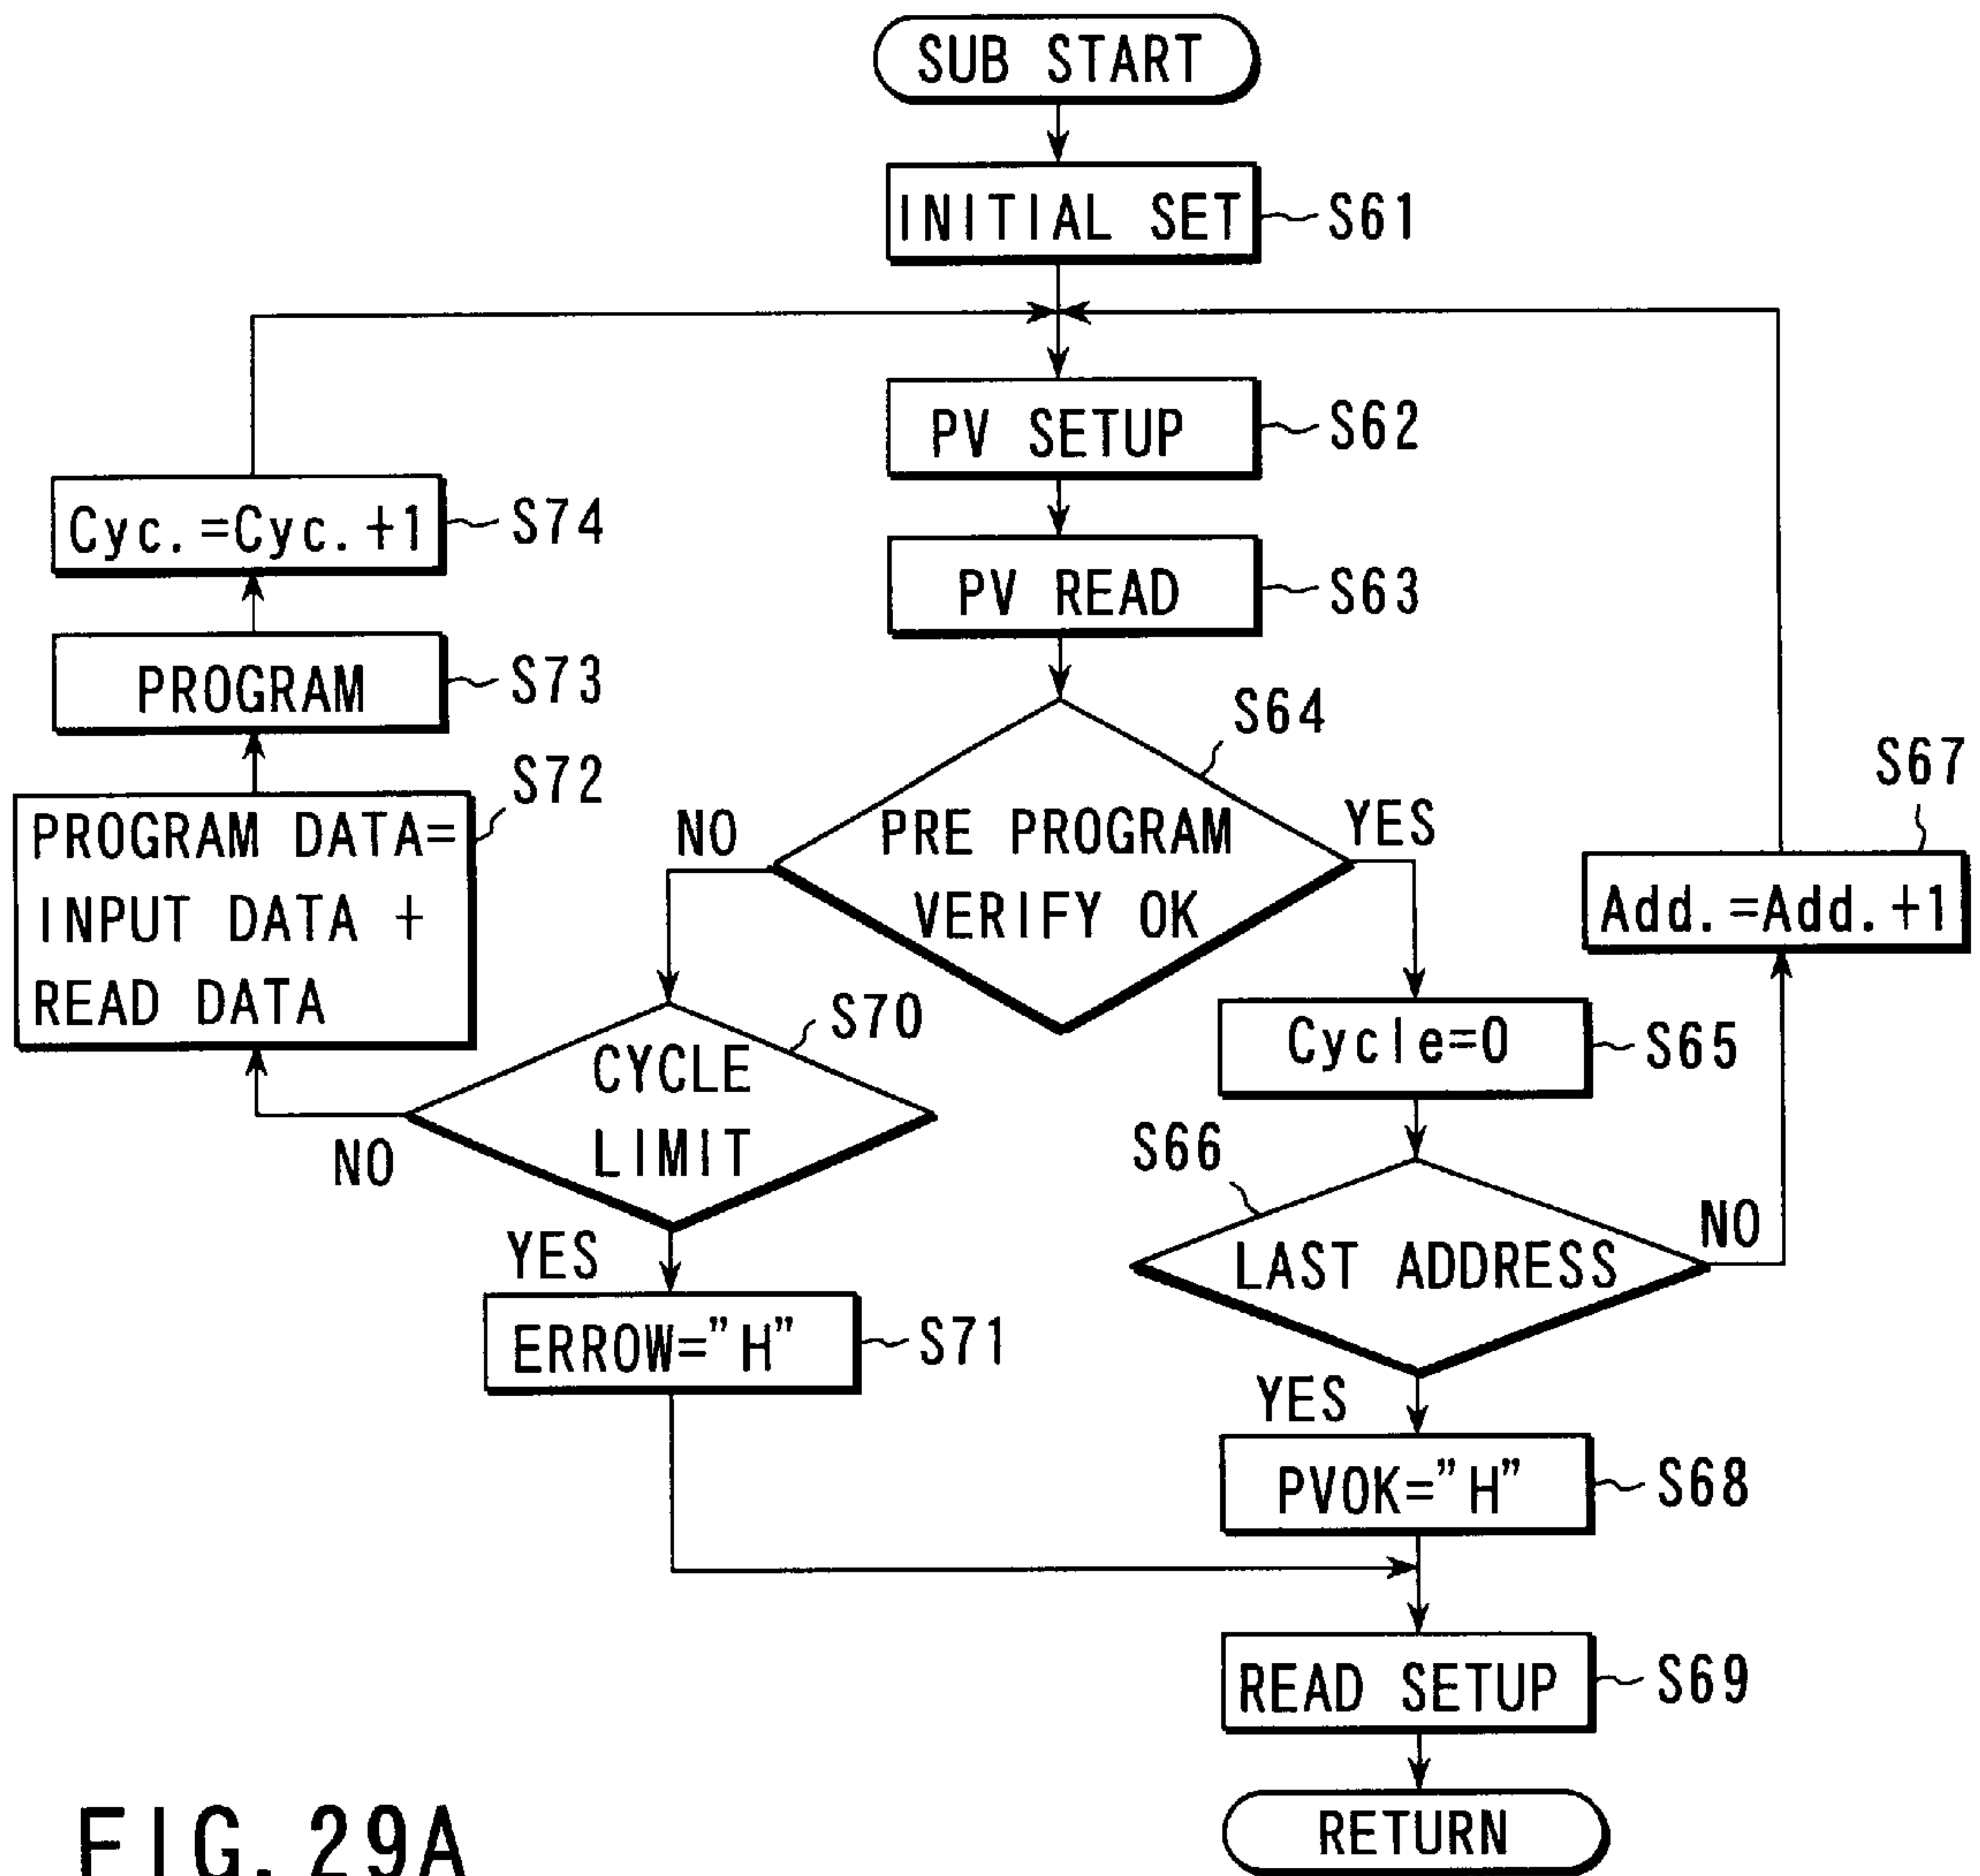 SUB START
INITIAL SET
S61
PV SETUP
S62
Cyc.=Cyc.+1
S74
PV READ
S63
PROGRAM
S73
S64
S72
S67
PROGRAM DATA=
INPUT DATA +
READ DATA
NO
PRE PROGRAM
VERIFY OK
YES
Add.=Add.+1
S70
CYCLE
LIMIT
NO
Cycle=0
S65
S66
YES
LAST ADDRESS
NO
ERROW="H"
S71
YES
PVOK="H"
S68
READ SETUP
S69
RETURN
FIG. 29A